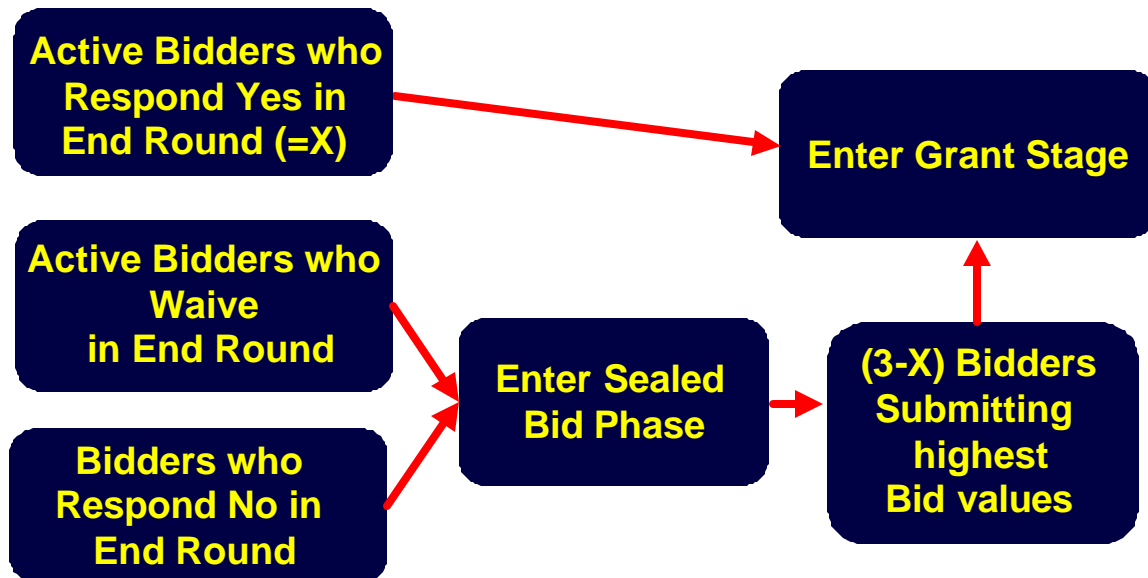 Active Bidders who
Respond Yes in
End Round (=X)
Enter Grant Stage
Active Bidders who
Waive
in End Round
Enter Sealed
Bid Phase
(3-X) Bidders
Submitting
highest
Bid values
Bidders who
Respond No in
End Round